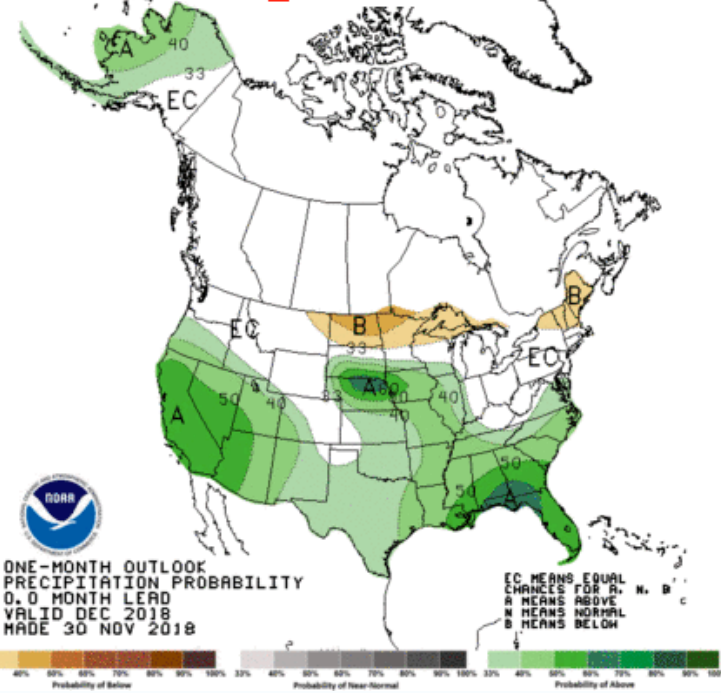 A
40
33
EC
B
EC
B
33
EC
A
60
33
50
40
40
40
A
50
50
A
NOAA
ONE-MONTH OUTLOOK
PRECIPITATION PROBABILITY
0.0 MONTH LEAD
VALID DEC 2018
MADE 30 NOV 2018
EC MEANS EQUAL
CHANCES FOR A, N, B
A MEANS ABOVE
N MEANS NORMAL
B MEANS BELOW
40% 50% 60% 70% 80% 90% 100%
Probability of Below
33% 40% 50% 60% 70% 80% 90% 100%
Probability of Near-Normal
33% 40% 50% 60% 70% 80% 90% 100
Probability of Above